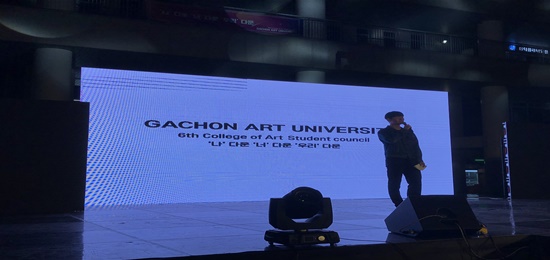 GACHON ART UNIVERSIT
6th College of Art Student council
'나' 다운 '너' 다운 '우리' 다운